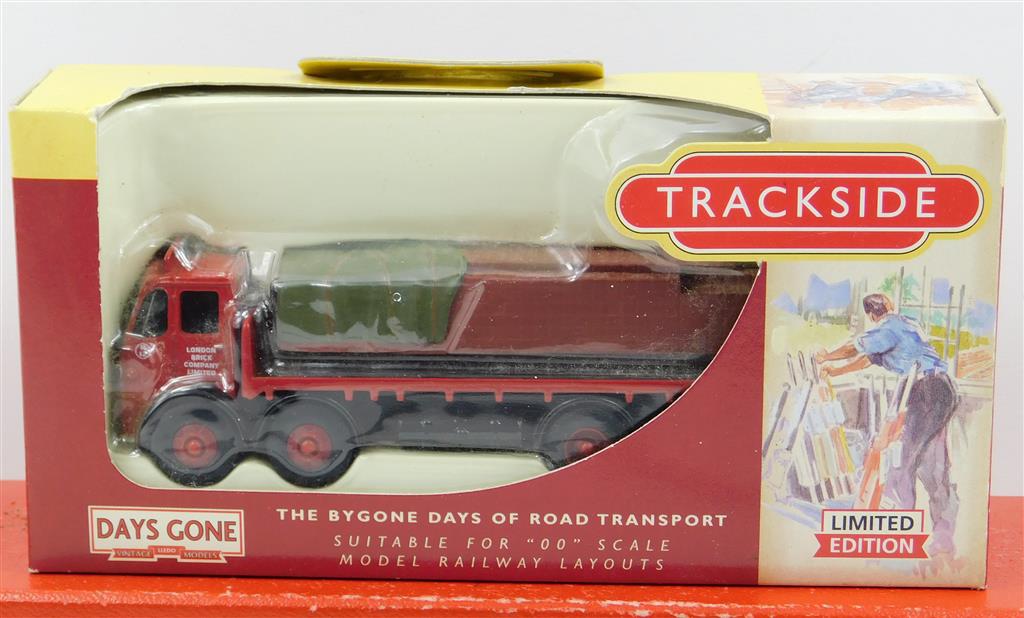 TRACKSIDE
LONDON
BRICK
COMPANY
LIMITED
DAYS GONE
VINTAGE LLEDO MODELS
THE BYGONE DAYS OF ROAD TRANSPORT
SUITABLE FOR "00" SCALE
MODEL RAILWAY LAYOUTS
LIMITED
EDITION